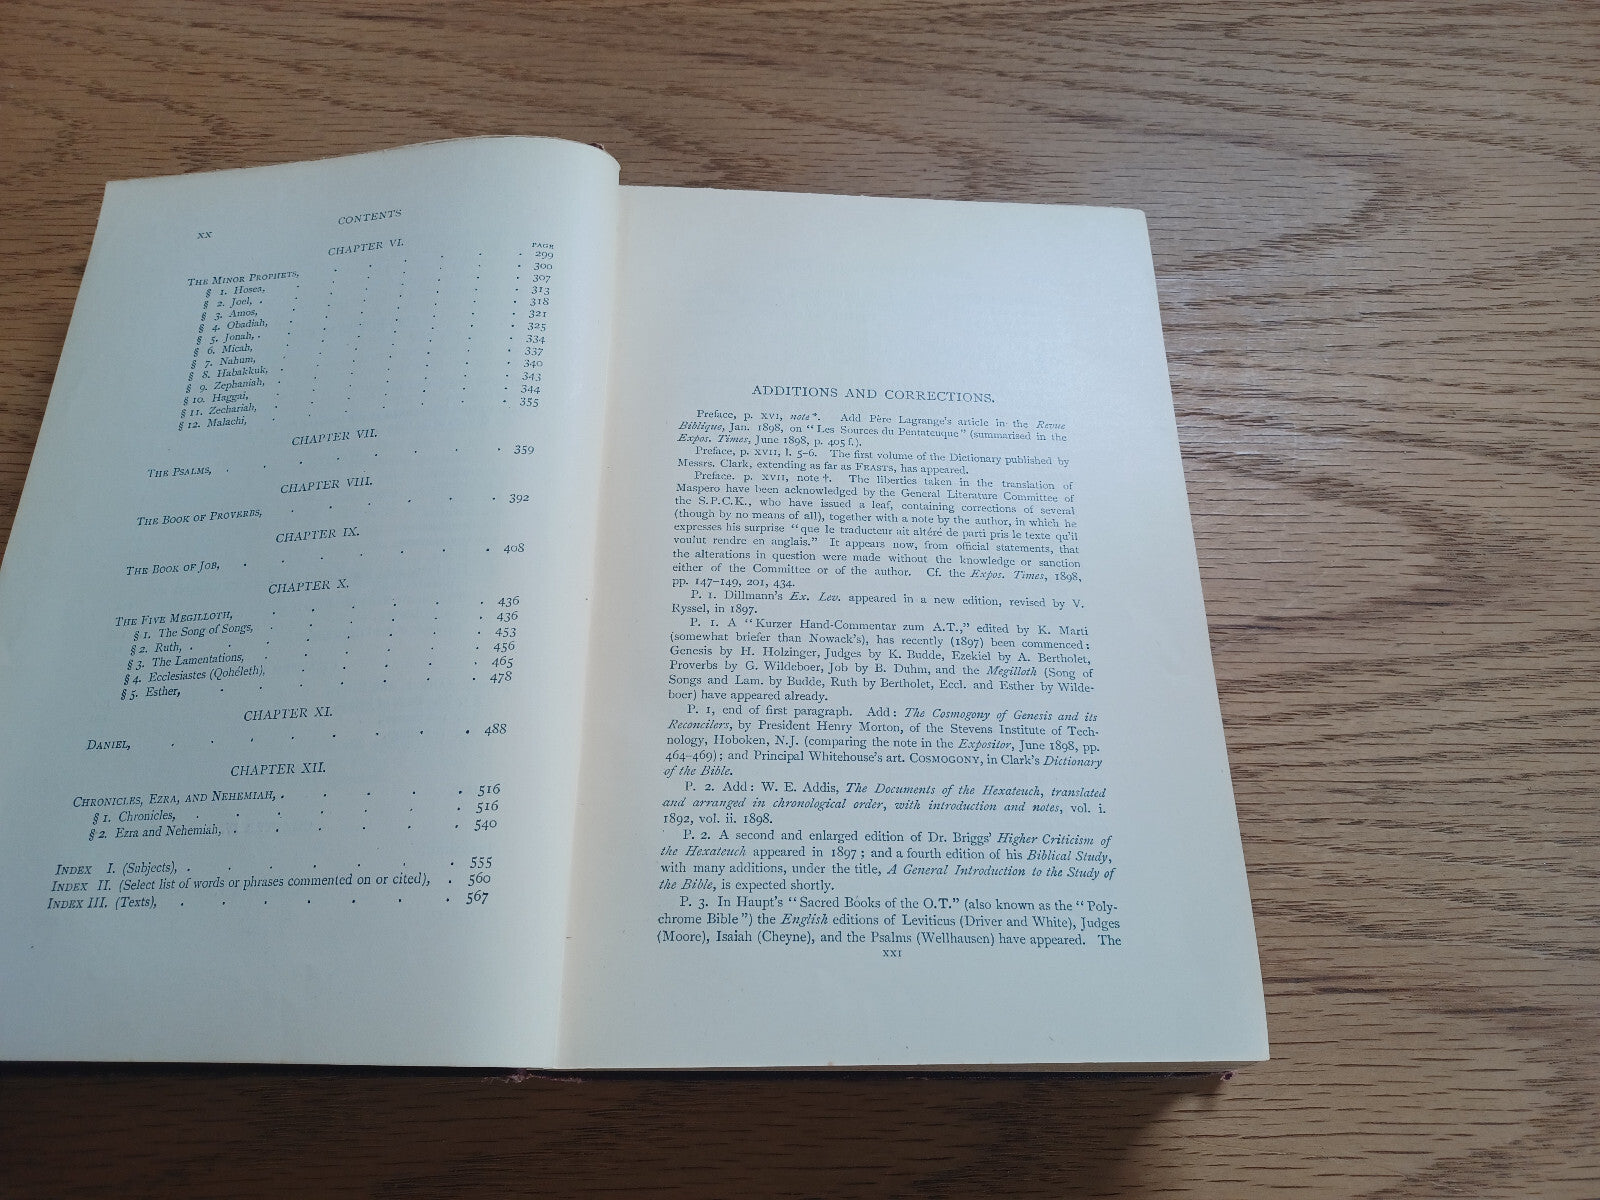 xx
CONTENTS
CHAPTER VI.
PAGE
THE MINOR PROPHETS, . . . . . . 299
§ 1. Hosea, . . . . . . 300
§ 2. Joel, . . . . . . 307
§ 3. Amos, . . . . . . 313
§ 4. Obadiah, . . . . . . 318
§ 5. Jonah, . . . . . . 321
§ 6. Micah, . . . . . . 325
§ 7. Nahum, . . . . . . 334
§ 8. Habakkuk, . . . . . . 337
§ 9. Zephaniah, . . . . . . 340
§ 10. Haggai, . . . . . . 343
§ 11. Zechariah, . . . . . . 344
§ 12. Malachi, . . . . . . 355
CHAPTER VII.
THE PSALMS, . . . . . . . . 359
CHAPTER VIII.
THE BOOK OF PROVERBS, . . . . . . 392
CHAPTER IX.
THE BOOK OF JOB, . . . . . . . 408
CHAPTER X.
THE FIVE MEGILLOTH, . . . . . . 436
§ 1. The Song of Songs, . . . . . . 436
§ 2. Ruth, . . . . . . . 453
§ 3. The Lamentations, . . . . . . 456
§ 4. Ecclesiastes (Qohéleth), . . . . . 465
§ 5. Esther, . . . . . . . 478
CHAPTER XI.
DANIEL, . . . . . . . . 488
CHAPTER XII.
CHRONICLES, EZRA, AND NEHEMIAH, . . . . . 516
§ 1. Chronicles, . . . . . . . 516
§ 2. Ezra and Nehemiah, . . . . . . 540
INDEX I. (Subjects), . . . . . . . 555
INDEX II. (Select list of words or phrases commented on or cited), . 560
INDEX III. (Texts), . . . . . . . 567
ADDITIONS AND CORRECTIONS.
Preface, p. XVI, note *. Add Père Lagrange's article in the Revue
Biblique, Jan. 1898, on "Les Sources du Pentateuque" (summarised in the
Expos. Times, June 1898, p. 405 f.).
Preface, p. XVII, l. 5-6. The first volume of the Dictionary published by
Messrs. Clark, extending as far as FEASTS, has appeared.
Preface. p. XVII, note †. The liberties taken in the translation of
Maspero have been acknowledged by the General Literature Committee of
the S.P.C.K., who have issued a leaf, containing corrections of several
(though by no means of all), together with a note by the author, in which he
expresses his surprise "que le traducteur ait altéré de parti pris le texte qu'il
voulut rendre en anglais." It appears now, from official statements, that
the alterations in question were made without the knowledge or sanction
either of the Committee or of the author. Cf. the Expos. Times, 1898,
pp. 147-149, 201, 434.
P. 1. Dillmann's Ex. Lev. appeared in a new edition, revised by V.
Ryssel, in 1897.
P. 1. A "Kurzer Hand-Commentar zum A.T.," edited by K. Marti
(somewhat briefer than Nowack's), has recently (1897) been commenced:
Genesis by H. Holzinger, Judges by K. Budde, Ezekiel by A. Bertholet,
Proverbs by G. Wildeboer, Job by B. Duhm, and the Megilloth (Song of
Songs and Lam. by Budde, Ruth by Bertholet, Eccl. and Esther by Wilde-
boer) have appeared already.
P. 1, end of first paragraph. Add: The Cosmogony of Genesis and its
Reconcilers, by President Henry Morton, of the Stevens Institute of Tech-
nology, Hoboken, N.J. (comparing the note in the Expositor, June 1898, pp.
464-469); and Principal Whitehouse's art. COSMOGONY, in Clark's Dictionary
of the Bible.
P. 2. Add: W. E. Addis, The Documents of the Hexateuch, translated
and arranged in chronological order, with introduction and notes, vol. i.
1892, vol. ii. 1898.
P. 2. A second and enlarged edition of Dr. Briggs' Higher Criticism of
the Hexateuch appeared in 1897; and a fourth edition of his Biblical Study,
with many additions, under the title, A General Introduction to the Study of
the Bible, is expected shortly.
P. 3. In Haupt's "Sacred Books of the O.T." (also known as the "Poly-
chrome Bible") the English editions of Leviticus (Driver and White), Judges
(Moore), Isaiah (Cheyne), and the Psalms (Wellhausen) have appeared. The
xxi